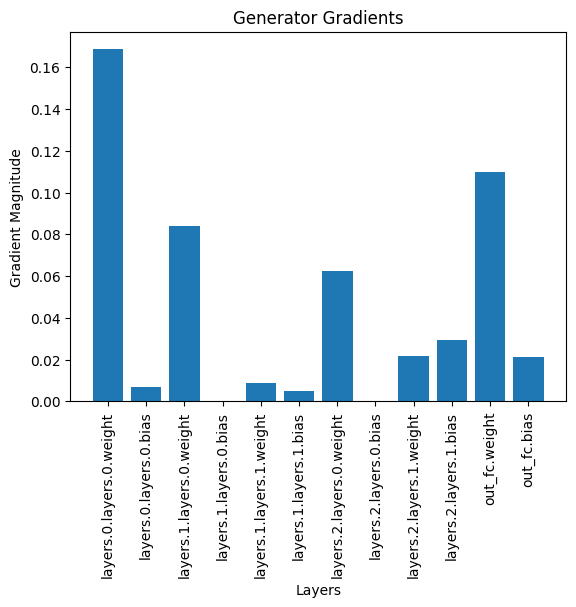 Generator Gradients
Gradient Magnitude
0.16
0.14
0.12
0.10
0.08
0.06
0.04
0.02
0.00
layers.0.layers.0.weight
layers.0.layers.0.bias
layers.1.layers.0.weight
layers.1.layers.0.bias
layers.1.layers.1.weight
layers.1.layers.1.bias
layers.2.layers.0.weight
layers.2.layers.0.bias
layers.2.layers.1.weight
layers.2.layers.1.bias
out_fc.weight
out_fc.bias
Layers